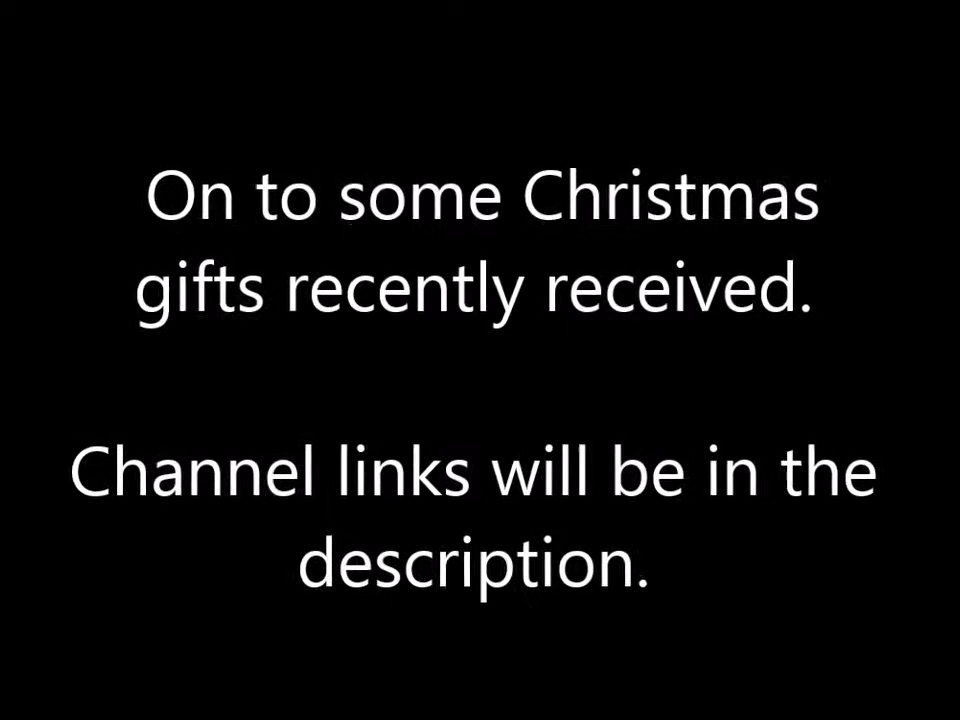 On to some Christmas
gifts recently received.
Channel links will be in the
description.